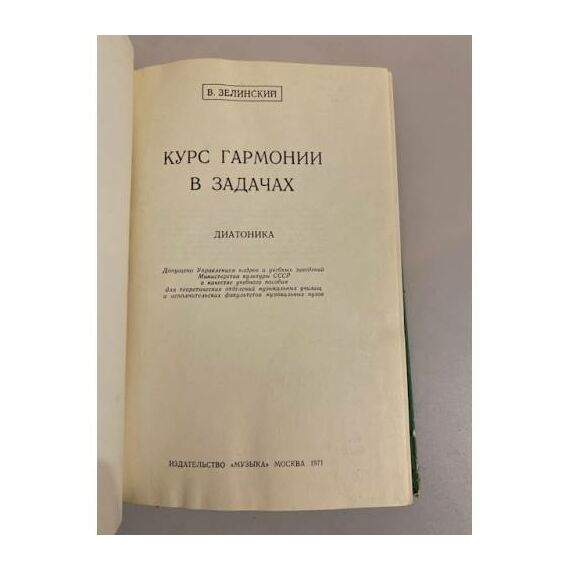 В. ЗЕЛИНСКИЙ
КУРС ГАРМОНИИ
В ЗАДАЧАХ
ДИАТОНИКА
Допущено Управлением кадров и учебных заведений
Министерства культуры СССР
в качестве учебного пособия
для теоретических отделений музыкальных училищ
и исполнительских факультетов музыкальных вузов
ИЗДАТЕЛЬСТВО «МУЗЫКА» МОСКВА 1971